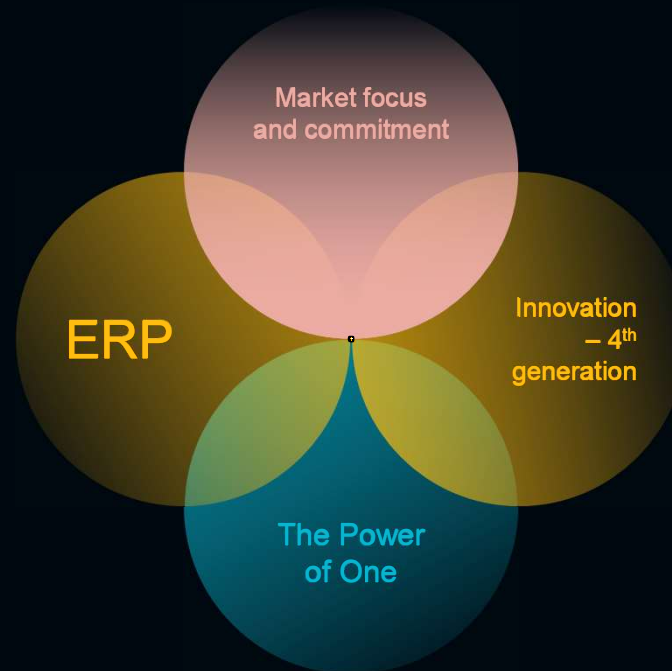 Market focus
and commitment
ERP
Innovation
– 4th
generation
The Power
of One